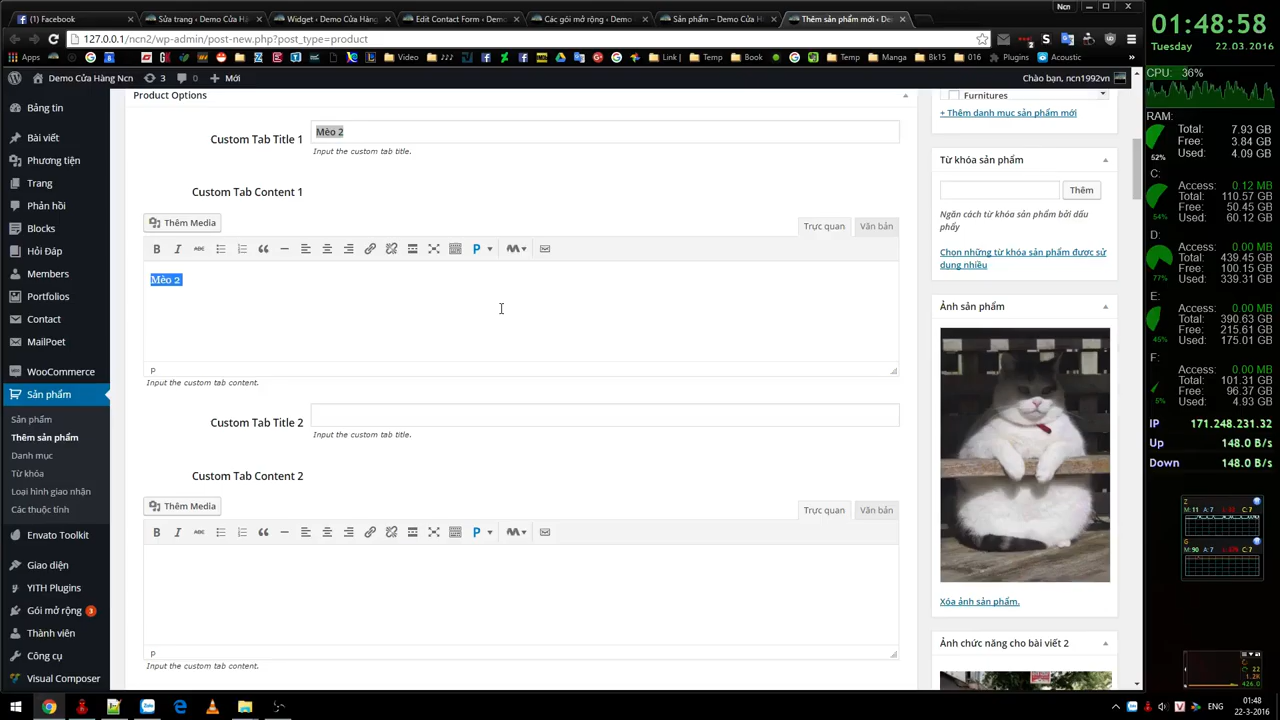 Facebook
Sửa trang ‹ Demo Cửa Hà
Widget ‹ Demo Cửa Hàng
Edit Contact Form ‹ Demo
Các gói mở rộng ‹ Demo
Sản phẩm – Demo Cửa H
Thêm sản phẩm mới ‹ De
Ncn
127.0.0.1/ncn2/wp-admin/post-new.php?post_type=product
Apps
Video
???
Link |
Temp
Book
Temp
Manga
Bk15
016
Plugins
Acoustic
Demo Cửa Hàng Ncn
3
0
Mới
Chào bạn, ncn1992vn
Bảng tin
Bài viết
Phương tiện
Trang
Phản hồi
Blocks
Hỏi Đáp
Members
Portfolios
Contact
MailPoet
WooCommerce
Sản phẩm
Sản phẩm
Thêm sản phẩm
Danh mục
Từ khóa
Loại hình giao nhận
Các thuộc tính
Envato Toolkit
Giao diện
YITH Plugins
Gói mở rộng 3
Thành viên
Công cụ
Visual Composer
Product Options
Custom Tab Title 1
Mèo 2
Input the custom tab title.
Custom Tab Content 1
Thêm Media
Trực quan
Văn bản
B I ABC
P
Mèo 2
p
Input the custom tab content.
Custom Tab Title 2
Input the custom tab title.
Custom Tab Content 2
Thêm Media
Trực quan
Văn bản
B I ABC
P
p
Input the custom tab content.
Furnitures
+ Thêm danh mục sản phẩm mới
Từ khóa sản phẩm
Thêm
Ngăn cách từ khóa sản phẩm bởi dấu
phẩy
Chọn những từ khóa sản phẩm được sử
dụng nhiều
Ảnh sản phẩm
Xóa ảnh sản phẩm.
Ảnh chức năng cho bài viết 2
01:48:58
Tuesday 22.03.2016
CPU: 36%
RAM:
Total: 7.93 GB
Free: 3.84 GB
52% Used: 4.09 GB
C:
Access: 0.12 MB
Total: 110.57 GB
Free: 50.45 GB
54% Used: 60.12 GB
D:
Access: 0.00 MB
Total: 439.45 GB
Free: 100.15 GB
77% Used: 339.31 GB
E:
Access: 0.00 MB
Total: 390.63 GB
Free: 215.61 GB
45% Used: 175.01 GB
F:
Access: 0.00 MB
Total: 101.31 GB
Free: 96.37 GB
5% Used: 4.93 GB
IP 171.248.231.32
Up 148.0 B/s
Down 148.0 B/s
ENG
01:48
22-3-2016